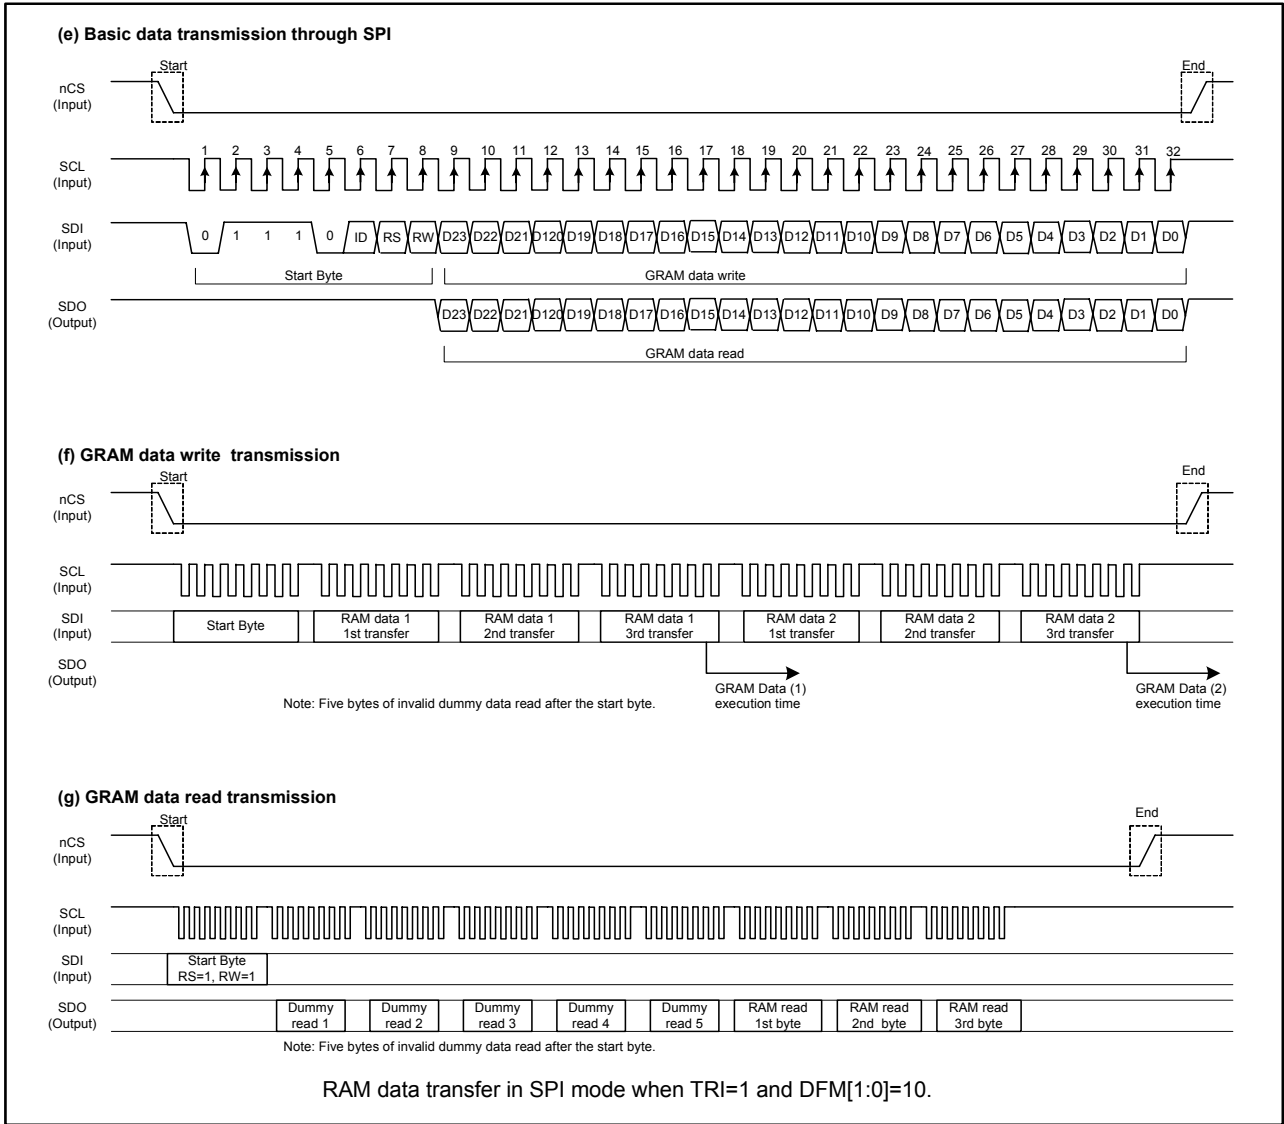 (e) Basic data transmission through SPI
Start
End
nCS
(Input)
1 2 3 4 5 6 7 8 9 10 11 12 13 14 15 16 17 18 19 20 21 22 23 24 25 26 27 28 29 30 31 32
SCL
(Input)
SDI
(Input)
0 1 1 1 0 ID RS RW D23 D22 D21 D120 D19 D18 D17 D16 D15 D14 D13 D12 D11 D10 D9 D8 D7 D6 D5 D4 D3 D2 D1 D0
Start Byte
GRAM data write
SDO
(Output)
D23 D22 D21 D120 D19 D18 D17 D16 D15 D14 D13 D12 D11 D10 D9 D8 D7 D6 D5 D4 D3 D2 D1 D0
GRAM data read
(f) GRAM data write transmission
Start
End
nCS
(Input)
SCL
(Input)
SDI
(Input)
Start Byte
RAM data 1
1st transfer
RAM data 1
2nd transfer
RAM data 1
3rd transfer
RAM data 2
1st transfer
RAM data 2
2nd transfer
RAM data 2
3rd transfer
SDO
(Output)
GRAM Data (1)
execution time
GRAM Data (2)
execution time
Note: Five bytes of invalid dummy data read after the start byte.
(g) GRAM data read transmission
Start
End
nCS
(Input)
SCL
(Input)
SDI
(Input)
Start Byte
RS=1, RW=1
SDO
(Output)
Dummy
read 1
Dummy
read 2
Dummy
read 3
Dummy
read 4
Dummy
read 5
RAM read
1st byte
RAM read
2nd byte
RAM read
3rd byte
Note: Five bytes of invalid dummy data read after the start byte.
RAM data transfer in SPI mode when TRI=1 and DFM[1:0]=10.